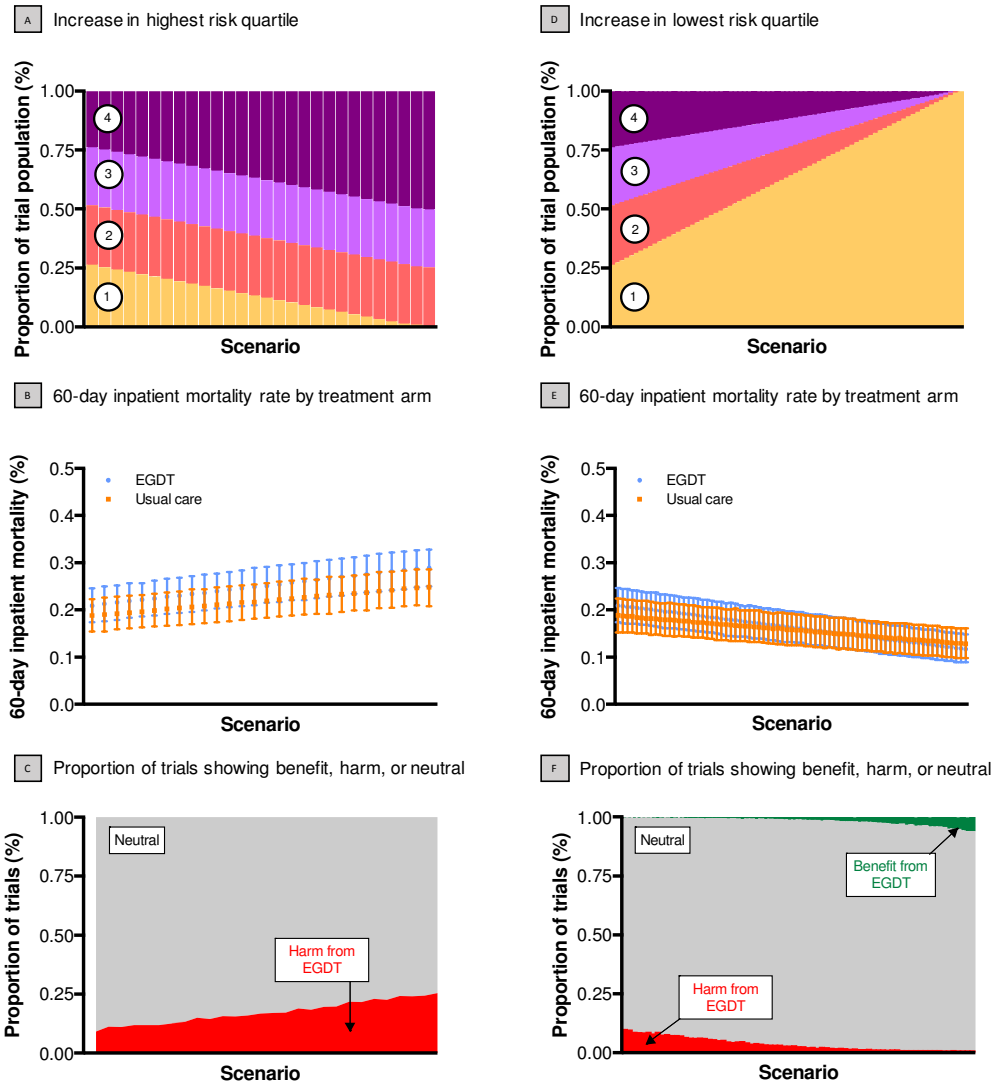 A Increase in highest risk quartile
Proportion of trial population (%)
1.00
0.75
0.50
0.25
0.00
4
3
2
1
Scenario
B 60-day inpatient mortality rate by treatment arm
60-day inpatient mortality (%)
0.5
0.4
0.3
0.2
0.1
0.0
EGDT
Usual care
Scenario
C Proportion of trials showing benefit, harm, or neutral
Proportion of trials (%)
1.00
0.75
0.50
0.25
0.00
Neutral
Harm from
EGDT
Scenario
D Increase in lowest risk quartile
Proportion of trial population (%)
1.00
0.75
0.50
0.25
0.00
4
3
2
1
Scenario
E 60-day inpatient mortality rate by treatment arm
60-day inpatient mortality (%)
0.5
0.4
0.3
0.2
0.1
0.0
EGDT
Usual care
Scenario
F Proportion of trials showing benefit, harm, or neutral
Proportion of trials (%)
1.00
0.75
0.50
0.25
0.00
Neutral
Benefit from
EGDT
Harm from
EGDT
Scenario